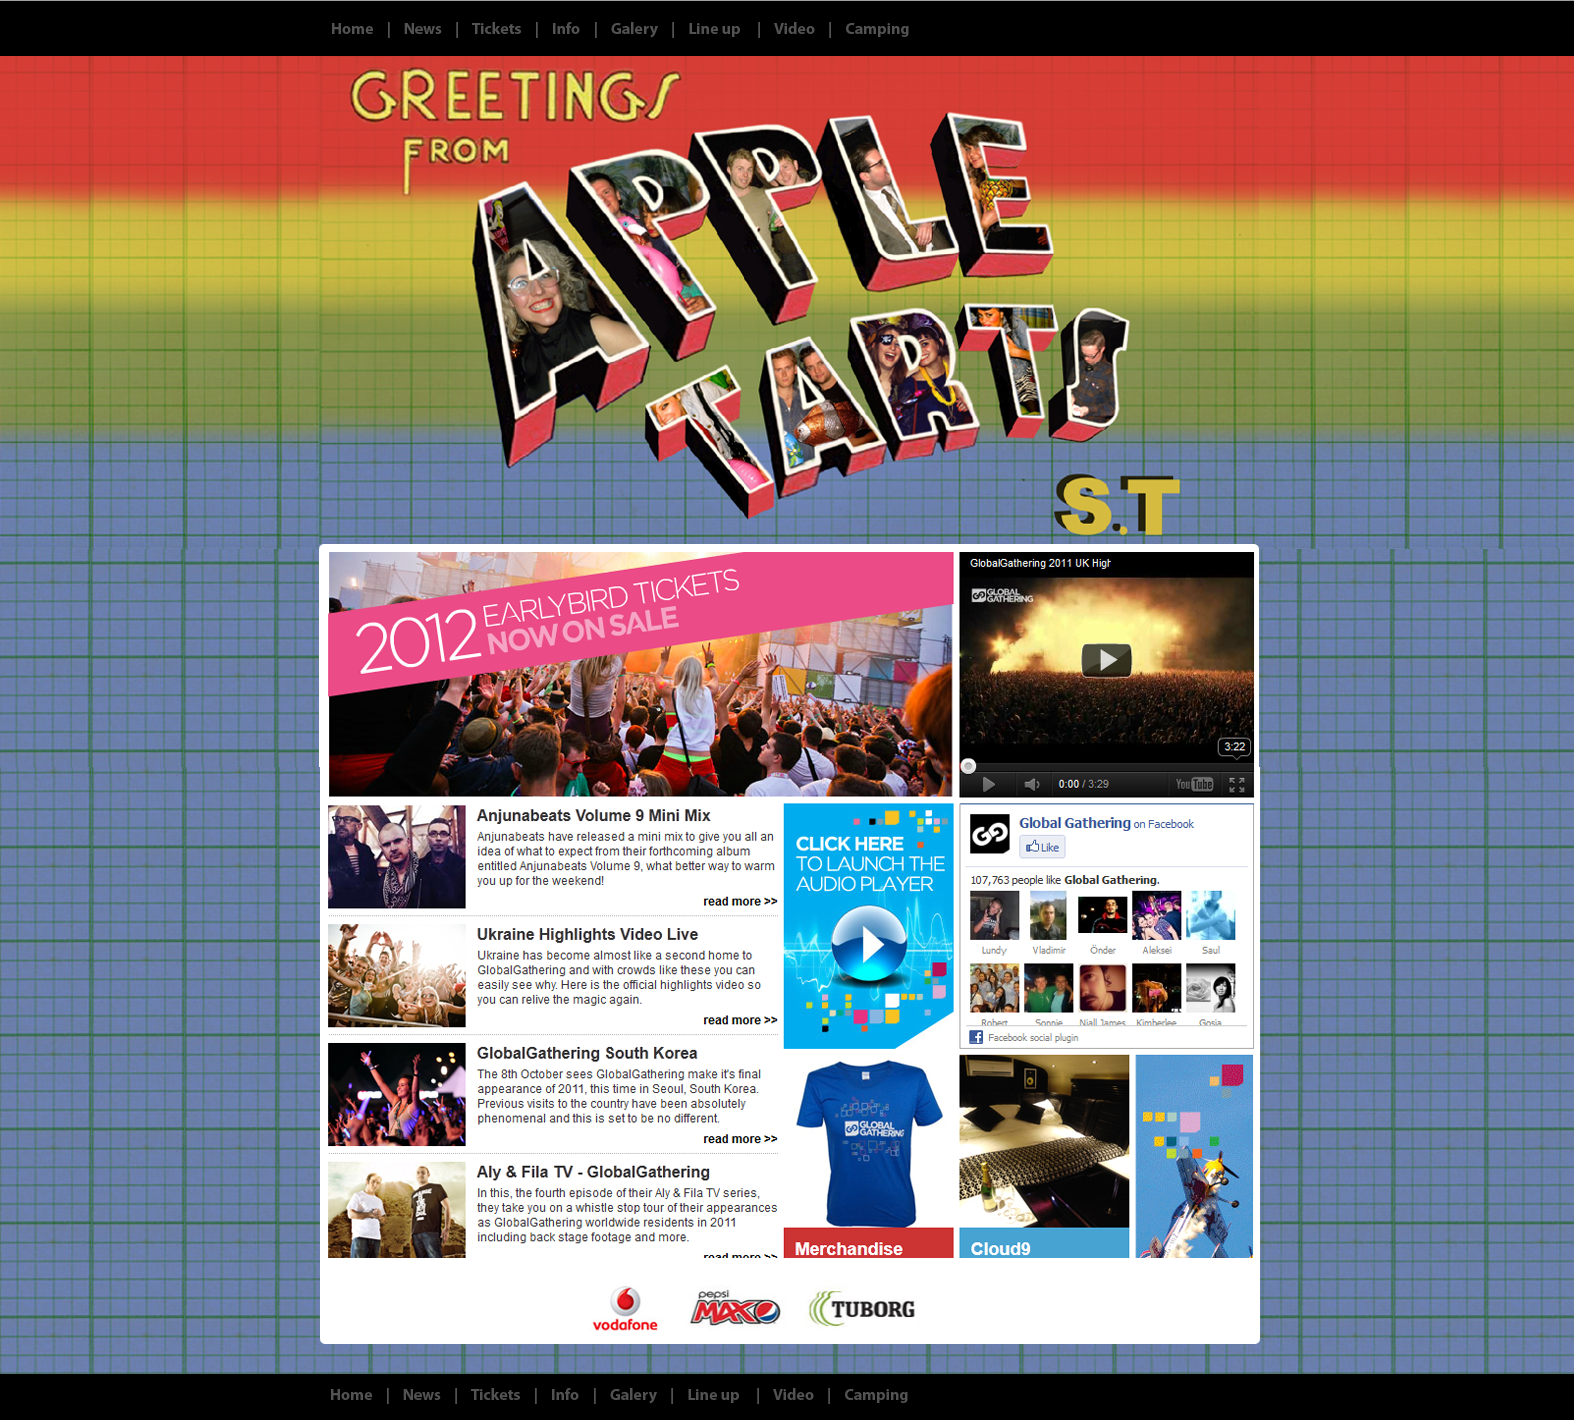 Home | News | Tickets | Info | Galery | Line up | Video | Camping
GREETINGS
FROM
APPLE
TARTS
S.T
2012 EARLYBIRD TICKETS
NOW ON SALE
GlobalGathering 2011 UK High
GLOBAL
GATHERING
3:22
0:00 / 3:29
YouTube
Anjunabeats Volume 9 Mini Mix
Anjunabeats have released a mini mix to give you all an
idea of what to expect from their forthcoming album
entitled Anjunabeats Volume 9, what better way to warm
you up for the weekend!
read more >>
Ukraine Highlights Video Live
Ukraine has become almost like a second home to
GlobalGathering and with crowds like these you can
easily see why. Here is the official highlights video so
you can relive the magic again.
read more >>
GlobalGathering South Korea
The 8th October sees GlobalGathering make it's final
appearance of 2011, this time in Seoul, South Korea.
Previous visits to the country have been absolutely
phenomenal and this is set to be no different.
read more >>
Aly & Fila TV - GlobalGathering
In this, the fourth episode of their Aly & Fila TV series,
they take you on a whistle stop tour of their appearances
as GlobalGathering worldwide residents in 2011
including back stage footage and more.
read more >>
CLICK HERE
TO LAUNCH THE
AUDIO PLAYER
Global Gathering on Facebook
Like
107,763 people like Global Gathering.
Lundy Vladimir Önder Aleksei Saul
Robert Sonnie Niall James Kimberlee Gosia
Facebook social plugin
GLOBAL
GATHERING
Merchandise
Cloud9
vodafone
pepsi
MAX
TUBORG
Home | News | Tickets | Info | Galery | Line up | Video | Camping